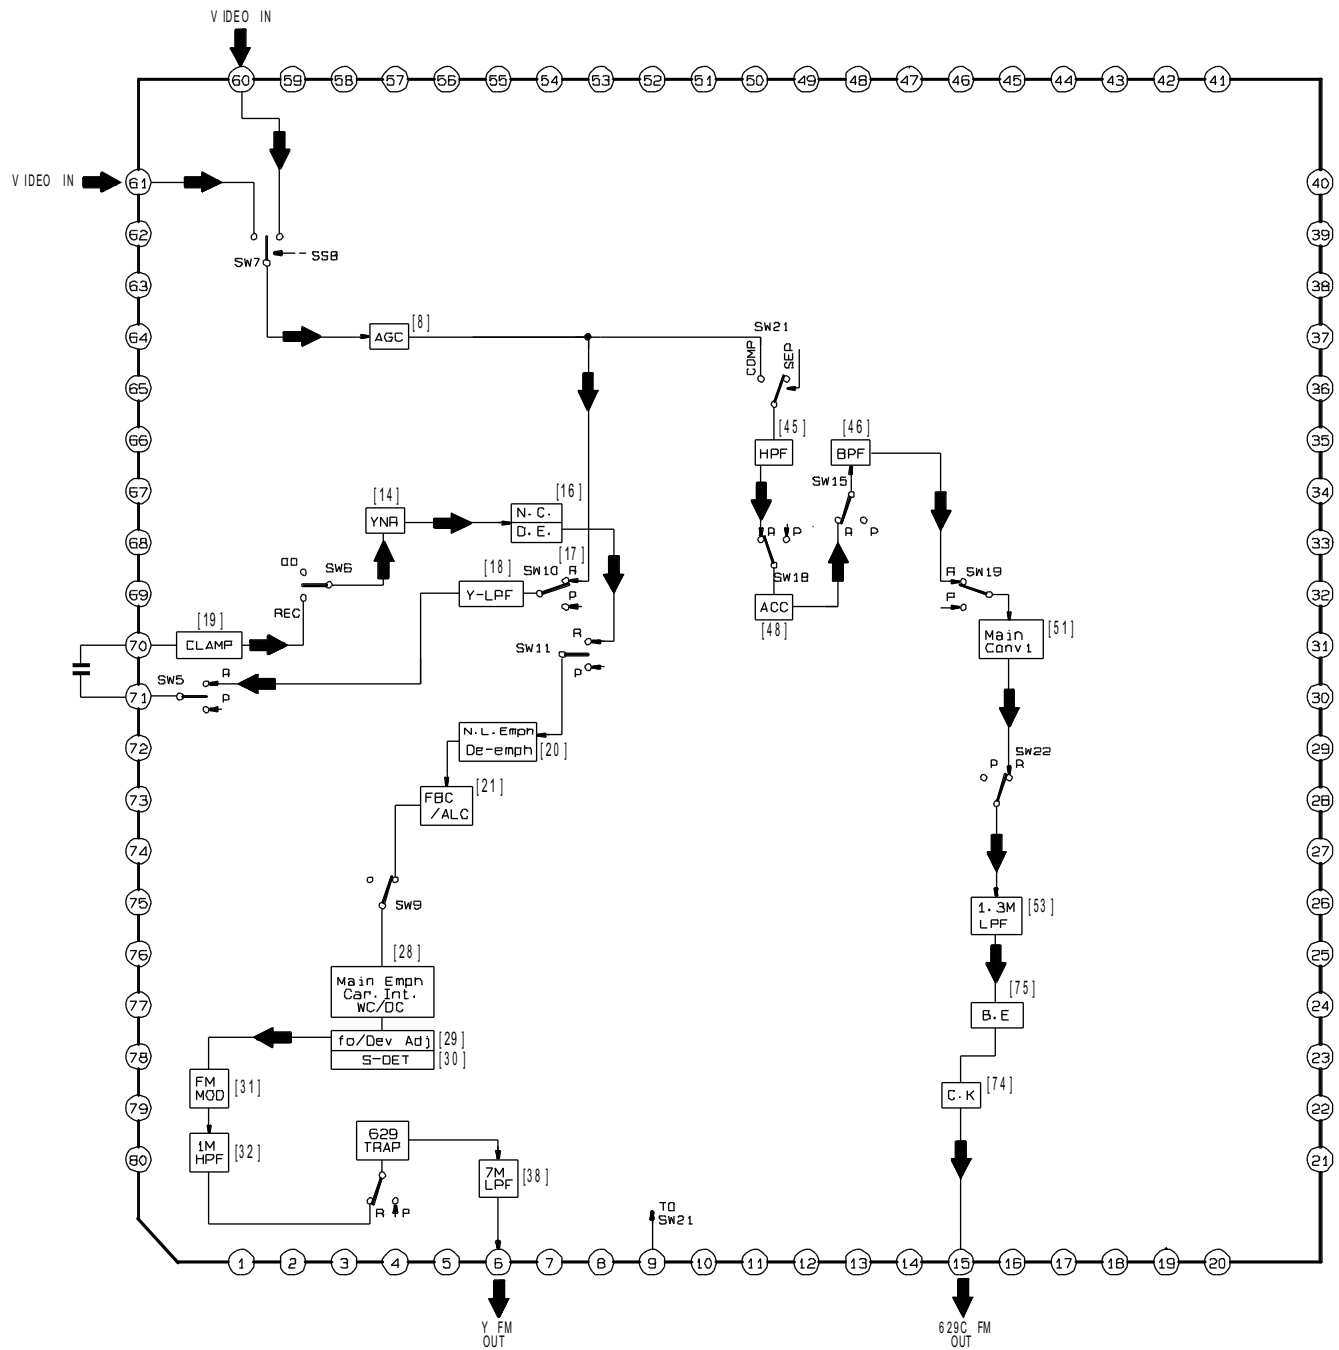 VIDEO IN
60 59 58 57 56 55 54 53 52 51 50 49 48 47 46 45 44 43 42 41
VIDEO IN
61
40
62
39
SW7
SSB
63
38
64
AGC
[8]
SW21
COMP
SEP
37
65
36
66
[45]
HPF
[46]
BPF
35
67
[14]
YNR
[16]
N.C.
D.E.
[17]
SW15
34
68
R P
R P
33
SW6
REC
[18]
Y-LPF
SW10
R
P
SW18
R
SW19
P
69
ACC
[48]
32
[19]
CLAMP
70
R
SW11
P
Main
Conv1
[51]
31
SW5
R
P
71
30
72
N.L.Emph
De-emph
[20]
SW22
P R
29
73
FBC
/ALC
[21]
28
74
27
75
SW9
1.3M
LPF
[53]
26
76
[28]
Main Emph
Car.Int.
WC/DC
25
77
[75]
B.E
24
78
fo/Dev Adj
[29]
S-DET
[30]
23
FM
MOD
[31]
C.K
[74]
79
22
80
1M
HPF
[32]
629
TRAP
7M
LPF
[38]
21
R P
TO
SW21
1 2 3 4 5 6 7 8 9 10 11 12 13 14 15 16 17 18 19 20
Y FM
OUT
629C FM
OUT